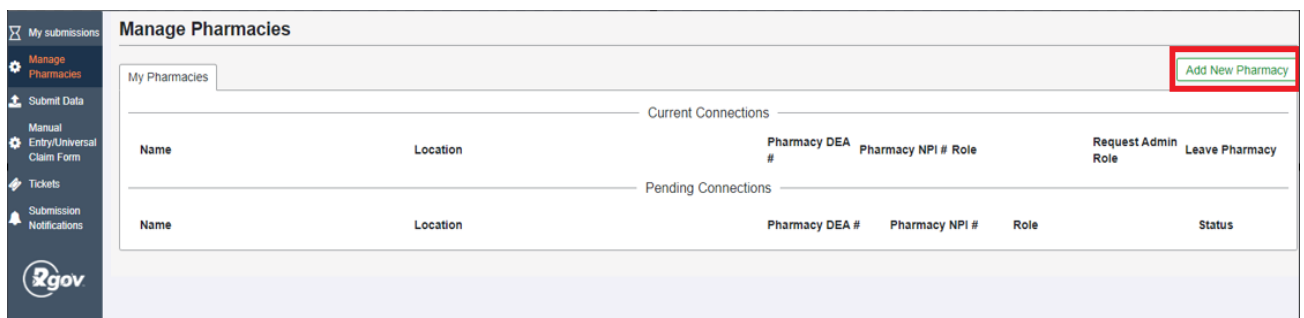 My submissions
Manage
Pharmacies
Submit Data
Manual
Entry/Universal
Claim Form
Tickets
Submission
Notifications
Rgov
Manage Pharmacies
Add New Pharmacy
My Pharmacies
Current Connections
Name Location Pharmacy DEA # Pharmacy NPI # Role Request Admin Role Leave Pharmacy
Pending Connections
Name Location Pharmacy DEA # Pharmacy NPI # Role Status